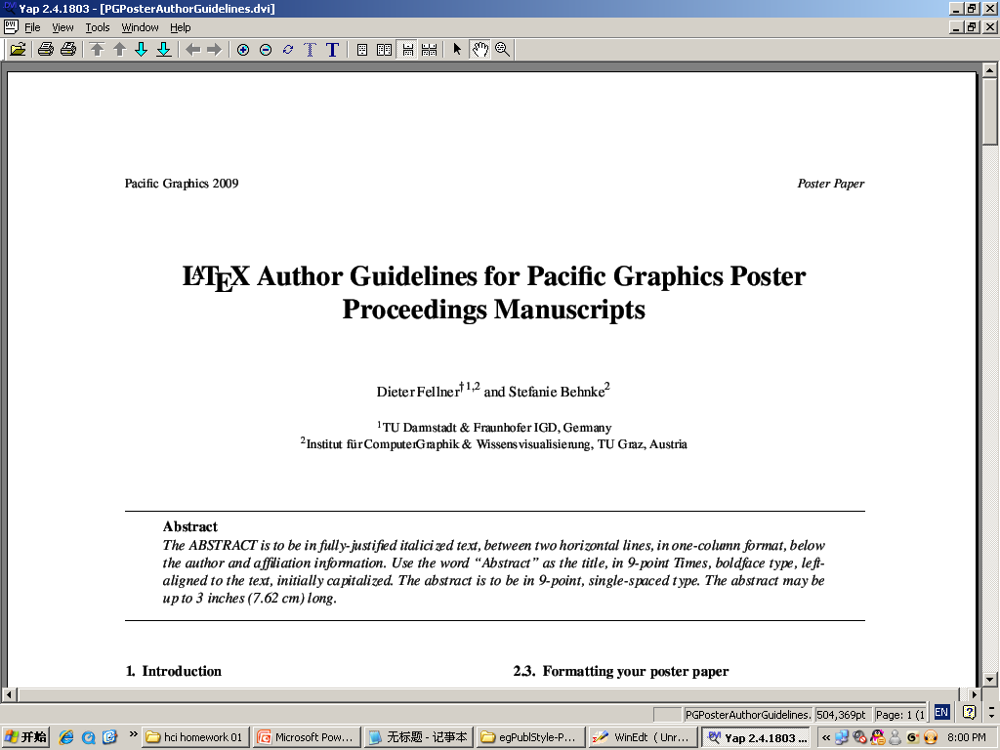 Yap 2.4.1803 - [PGPosterAuthorGuidelines.dvi]
File View Tools Window Help
Pacific Graphics 2009
Poster Paper
LATEX Author Guidelines for Pacific Graphics Poster
Proceedings Manuscripts
Dieter Fellner†1,2 and Stefanie Behnke2
1TU Darmstadt & Fraunhofer IGD, Germany
2Institut für ComputerGraphik & Wissensvisualisierung, TU Graz, Austria
Abstract
The ABSTRACT is to be in fully-justified italicized text, between two horizontal lines, in one-column format, below
the author and affiliation information. Use the word “Abstract” as the title, in 9-point Times, boldface type, left-
aligned to the text, initially capitalized. The abstract is to be in 9-point, single-spaced type. The abstract may be
up to 3 inches (7.62 cm) long.
1. Introduction
2.3. Formatting your poster paper
PGPosterAuthorGuidelines. 504,369pt Page: 1 (1 EN
开始 » hci homework 01 Microsoft Pow... 无标题 - 记事本 egPublStyle-P... WinEdt ( Unr... Yap 2.4.1803 ... « 8:00 PM